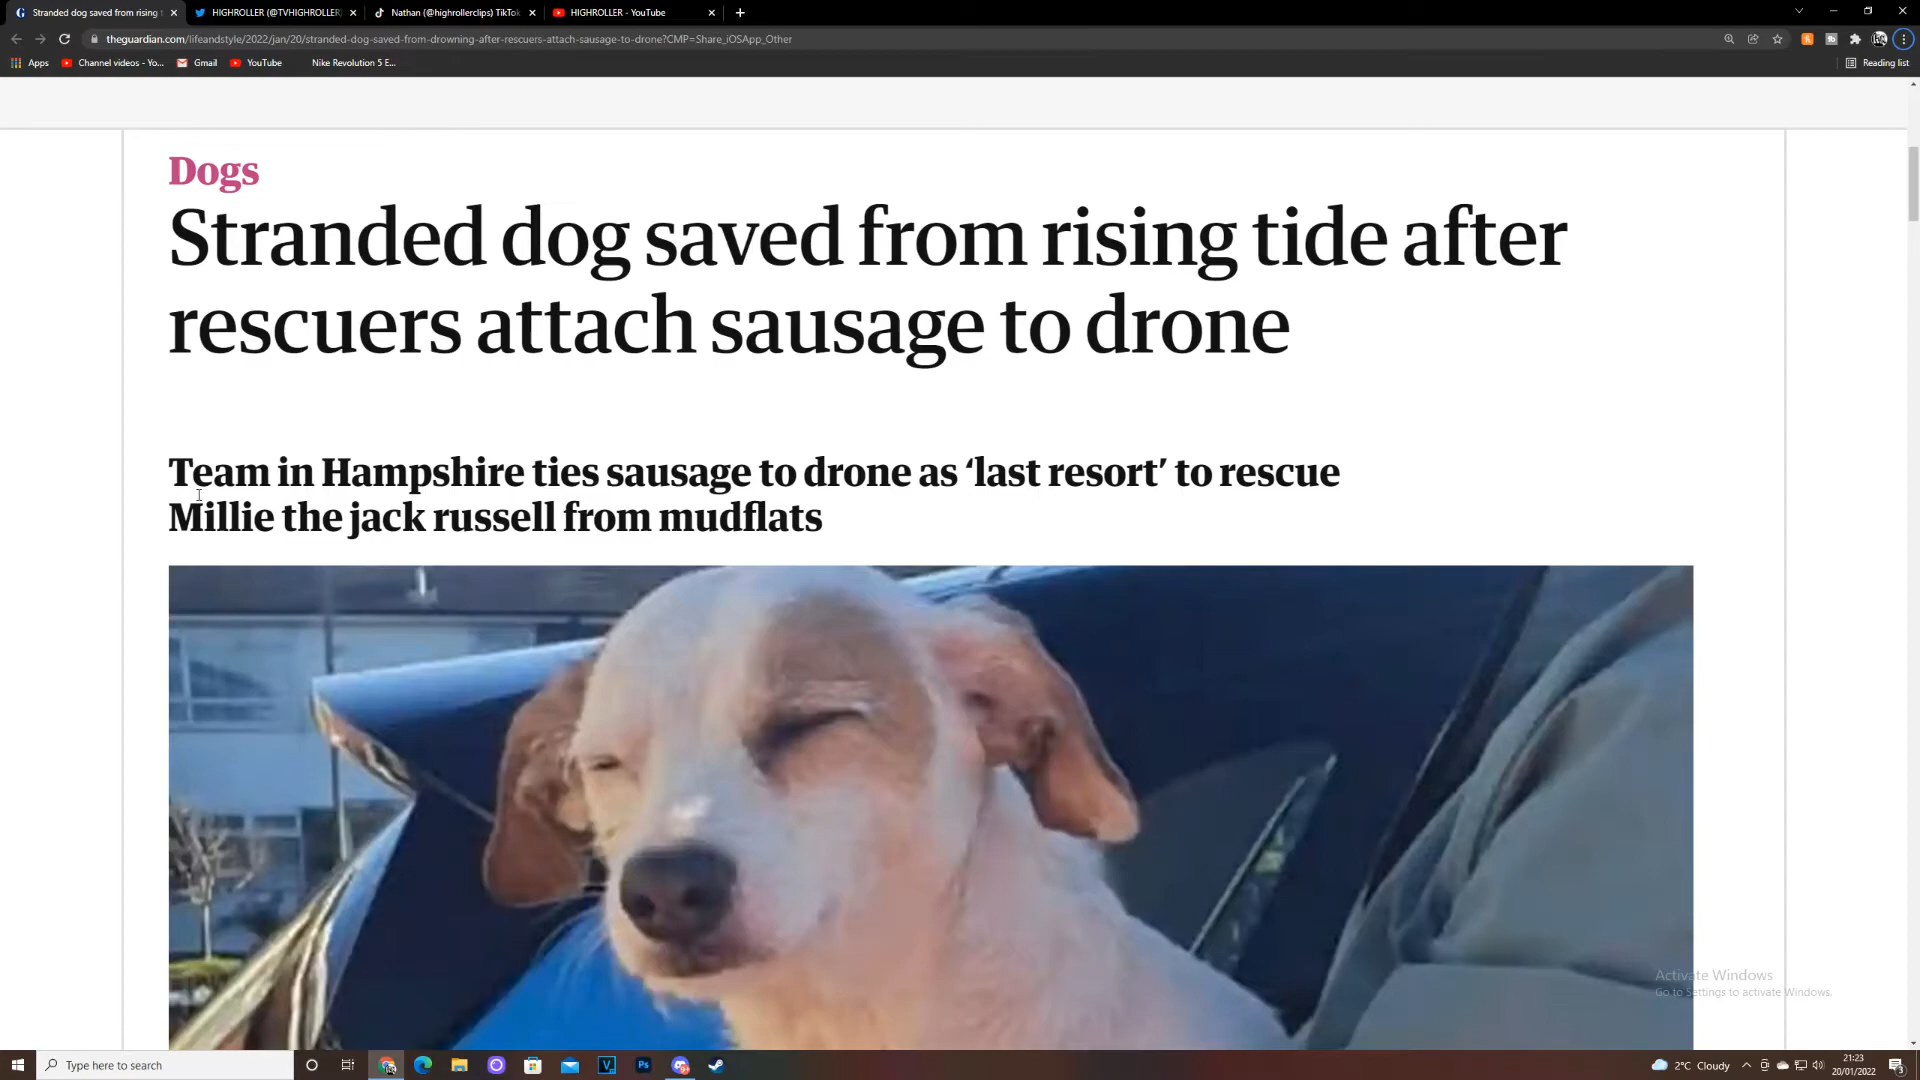 Stranded dog saved from rising t
HIGHROLLER (@TVHIGHROLLER)
Nathan (@highrollerclips) TikTok
HIGHROLLER - YouTube
theguardian.com/lifeandstyle/2022/jan/20/stranded-dog-saved-from-drowning-after-rescuers-attach-sausage-to-drone?CMP=Share_iOSApp_Other
Apps
Channel videos - Yo...
Gmail
YouTube
Nike Revolution 5 E...
Reading list
Dogs
Stranded dog saved from rising tide after
rescuers attach sausage to drone
Team in Hampshire ties sausage to drone as ‘last resort’ to rescue
Millie the jack russell from mudflats
Activate Windows
Go to Settings to activate Windows.
Type here to search
Ps
2°C Cloudy
21:23
20/01/2022